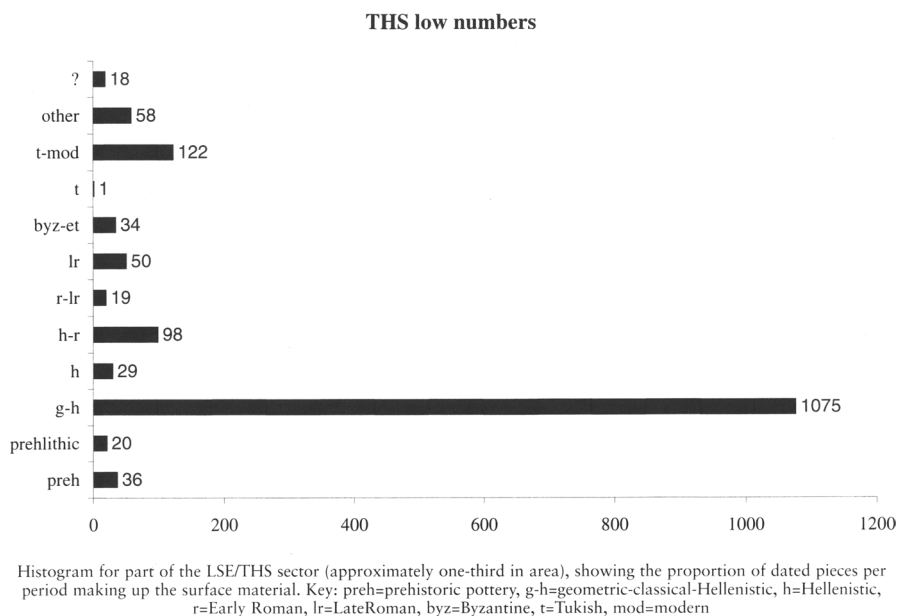 THS low numbers
? 18
other 58
t-mod 122
t 1
byz-et 34
lr 50
r-lr 19
h-r 98
h 29
g-h 1075
prehlithic 20
preh 36
0 200 400 600 800 1000 1200
Histogram for part of the LSE/THS sector (approximately one-third in area), showing the proportion of dated pieces per
period making up the surface material. Key: preh=prehistoric pottery, g-h=geometric-classical-Hellenistic, h=Hellenistic,
r=Early Roman, lr=LateRoman, byz=Byzantine, t=Tukish, mod=modern